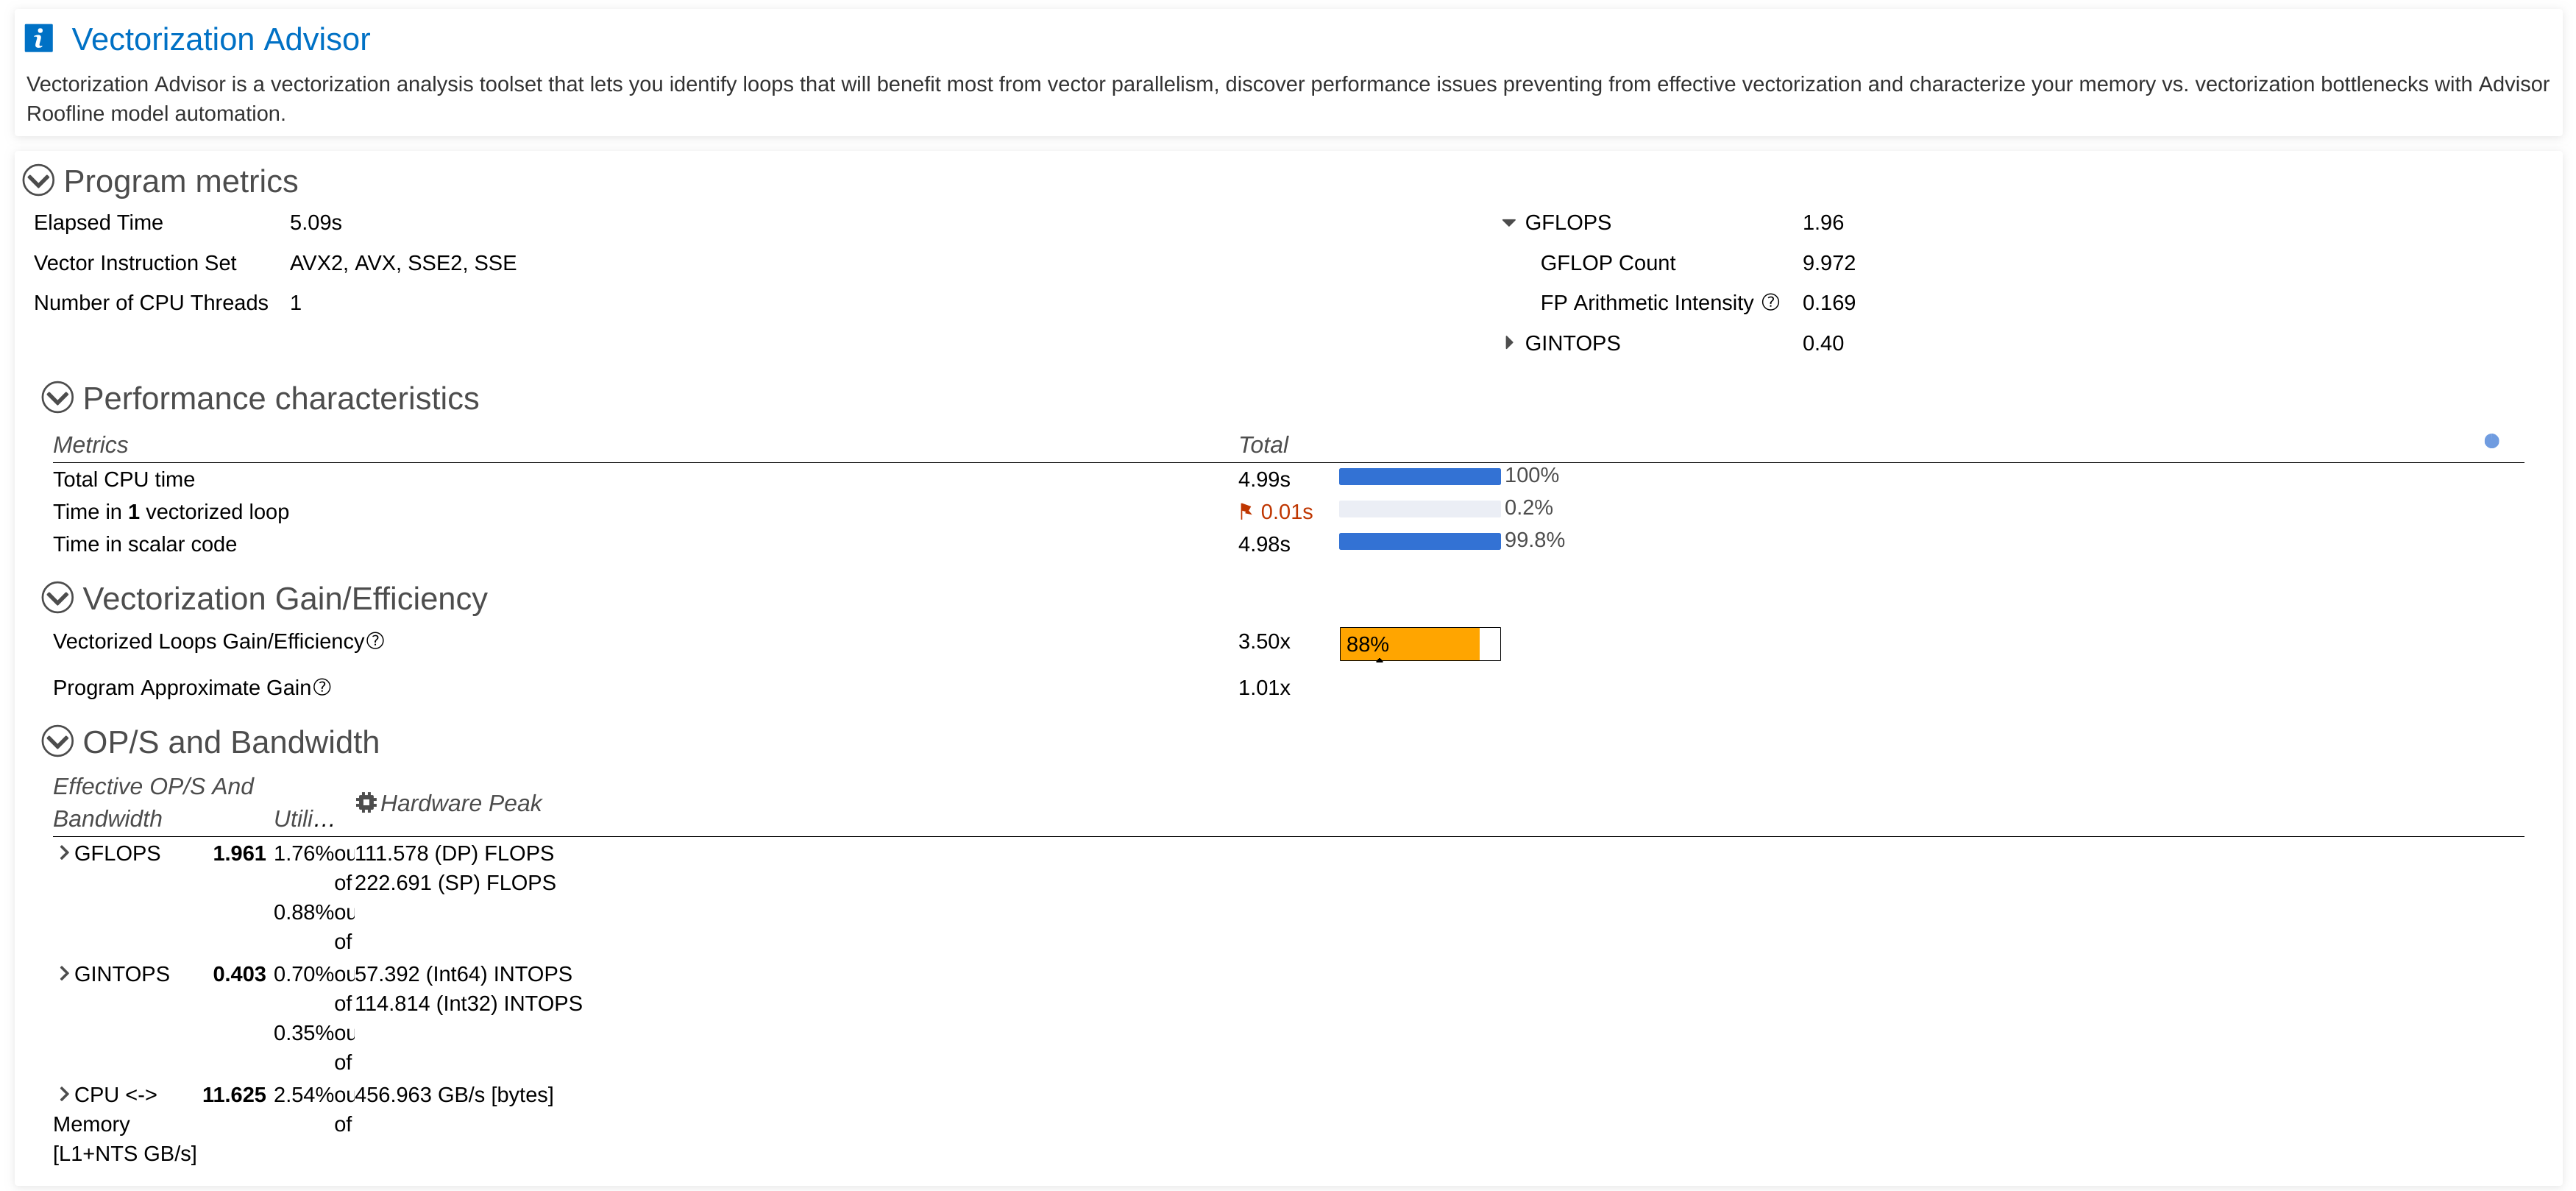 Vectorization Advisor
Vectorization Advisor is a vectorization analysis toolset that lets you identify loops that will benefit most from vector parallelism, discover performance issues preventing from effective vectorization and characterize your memory vs. vectorization bottlenecks with Advisor
Roofline model automation.
Program metrics
Elapsed Time 5.09s
Vector Instruction Set AVX2, AVX, SSE2, SSE
Number of CPU Threads 1
GFLOPS 1.96
GFLOP Count 9.972
FP Arithmetic Intensity ? 0.169
GINTOPS 0.40
Performance characteristics
Metrics Total
Total CPU time 4.99s 100%
Time in 1 vectorized loop 0.01s 0.2%
Time in scalar code 4.98s 99.8%
Vectorization Gain/Efficiency
Vectorized Loops Gain/Efficiency? 3.50x 88%
Program Approximate Gain? 1.01x
OP/S and Bandwidth
Effective OP/S And
Bandwidth Utili… Hardware Peak
GFLOPS 1.961 1.76%ou 111.578 (DP) FLOPS
of 222.691 (SP) FLOPS
0.88%ou
of
GINTOPS 0.403 0.70%ou 57.392 (Int64) INTOPS
of 114.814 (Int32) INTOPS
0.35%ou
of
CPU <-> 11.625 2.54%ou 456.963 GB/s [bytes]
Memory of
[L1+NTS GB/s]